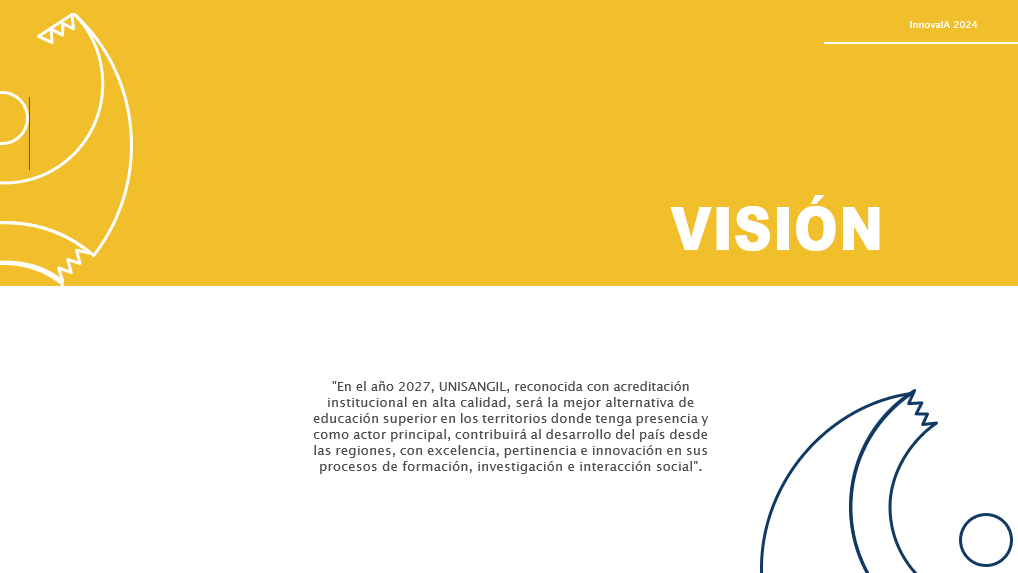 InnovaIA 2024
VISIÓN
"En el año 2027, UNISANGIL, reconocida con acreditación
institucional en alta calidad, será la mejor alternativa de
educación superior en los territorios donde tenga presencia y
como actor principal, contribuirá al desarrollo del país desde
las regiones, con excelencia, pertinencia e innovación en sus
procesos de formación, investigación e interacción social".